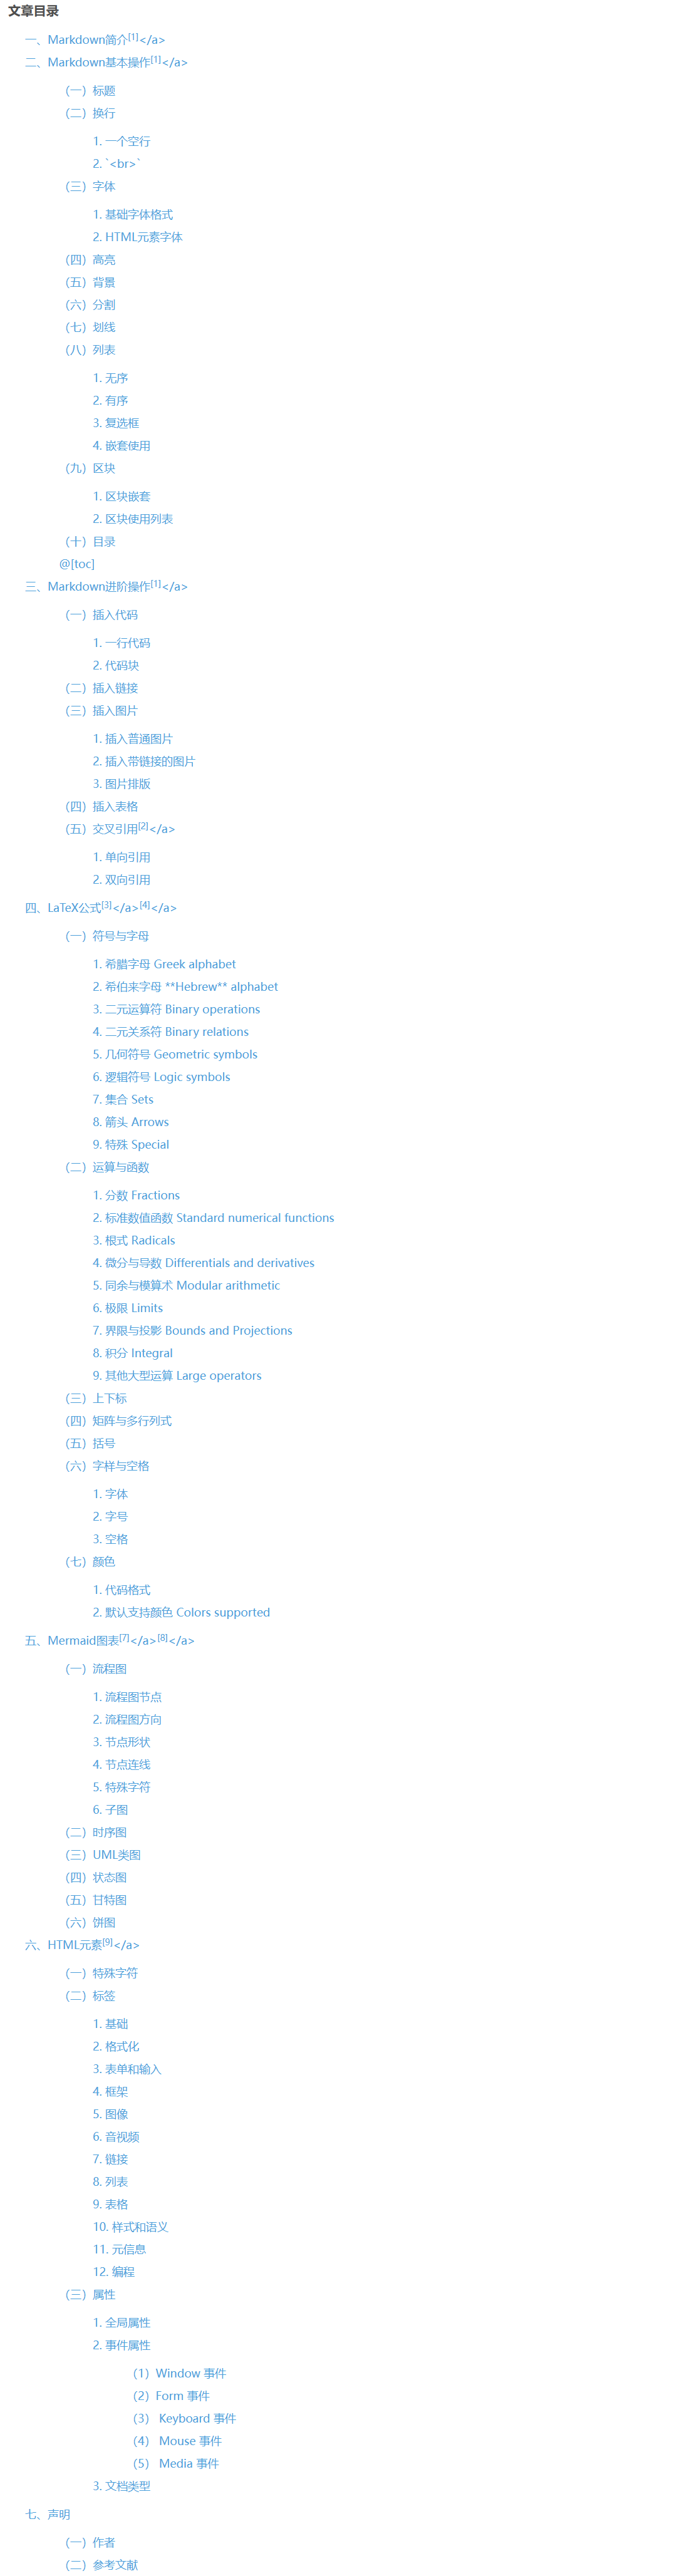 文章目录
一、Markdown简介[1]</a>
二、Markdown基本操作[1]</a>
（一）标题
（二）换行
1. 一个空行
2. `<br>`
（三）字体
1. 基础字体格式
2. HTML元素字体
（四）高亮
（五）背景
（六）分割
（七）划线
（八）列表
1. 无序
2. 有序
3. 复选框
4. 嵌套使用
（九）区块
1. 区块嵌套
2. 区块使用列表
（十）目录
@[toc]
三、Markdown进阶操作[1]</a>
（一）插入代码
1. 一行代码
2. 代码块
（二）插入链接
（三）插入图片
1. 插入普通图片
2. 插入带链接的图片
3. 图片排版
（四）插入表格
（五）交叉引用[2]</a>
1. 单向引用
2. 双向引用
四、LaTeX公式[3]</a>[4]</a>
（一）符号与字母
1. 希腊字母 Greek alphabet
2. 希伯来字母 **Hebrew** alphabet
3. 二元运算符 Binary operations
4. 二元关系符 Binary relations
5. 几何符号 Geometric symbols
6. 逻辑符号 Logic symbols
7. 集合 Sets
8. 箭头 Arrows
9. 特殊 Special
（二）运算与函数
1. 分数 Fractions
2. 标准数值函数 Standard numerical functions
3. 根式 Radicals
4. 微分与导数 Differentials and derivatives
5. 同余与模算术 Modular arithmetic
6. 极限 Limits
7. 界限与投影 Bounds and Projections
8. 积分 Integral
9. 其他大型运算 Large operators
（三）上下标
（四）矩阵与多行列式
（五）括号
（六）字样与空格
1. 字体
2. 字号
3. 空格
（七）颜色
1. 代码格式
2. 默认支持颜色 Colors supported
五、Mermaid图表[7]</a>[8]</a>
（一）流程图
1. 流程图节点
2. 流程图方向
3. 节点形状
4. 节点连线
5. 特殊字符
6. 子图
（二）时序图
（三）UML类图
（四）状态图
（五）甘特图
（六）饼图
六、HTML元素[9]</a>
（一）特殊字符
（二）标签
1. 基础
2. 格式化
3. 表单和输入
4. 框架
5. 图像
6. 音视频
7. 链接
8. 列表
9. 表格
10. 样式和语义
11. 元信息
12. 编程
（三）属性
1. 全局属性
2. 事件属性
（1）Window 事件
（2）Form 事件
（3） Keyboard 事件
（4） Mouse 事件
（5） Media 事件
3. 文档类型
七、声明
（一）作者
（二）参考文献